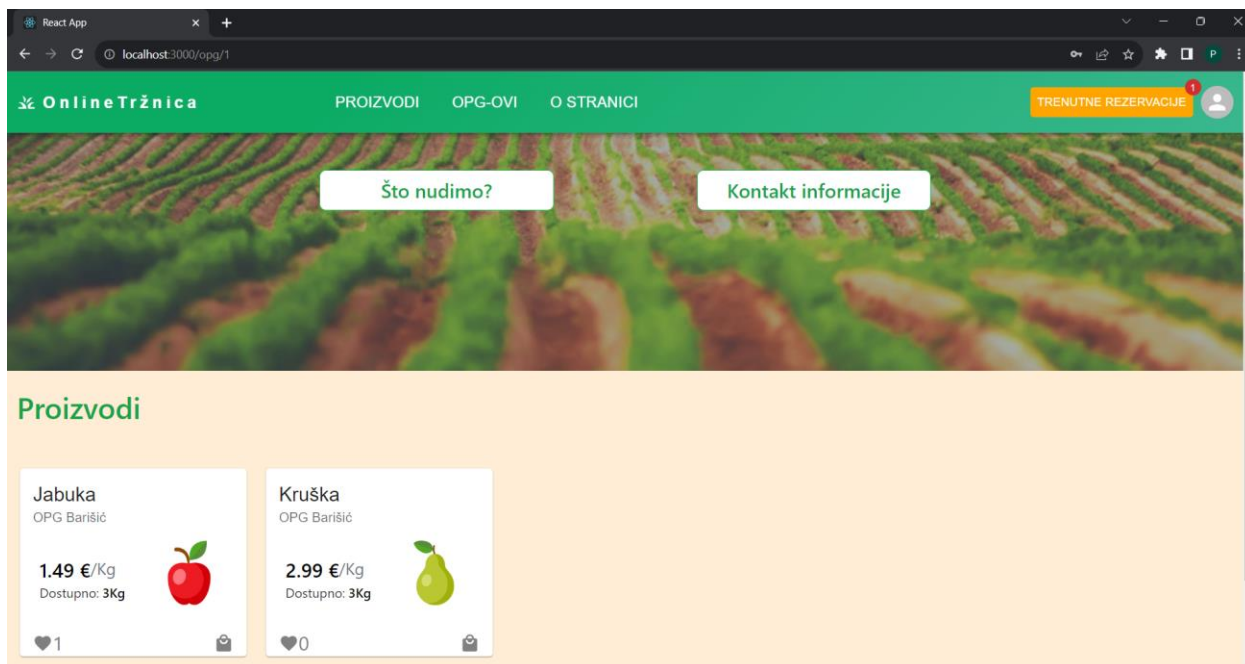 React App
localhost:3000/opg/1
P
OnlineTržnica
PROIZVODI OPG-OVI O STRANICI
TRENUTNE REZERVACIJE
1
Što nudimo? Kontakt informacije
Proizvodi
Jabuka
OPG Barišić
1.49 €/Kg
Dostupno: 3Kg
1
Kruška
OPG Barišić
2.99 €/Kg
Dostupno: 3Kg
0